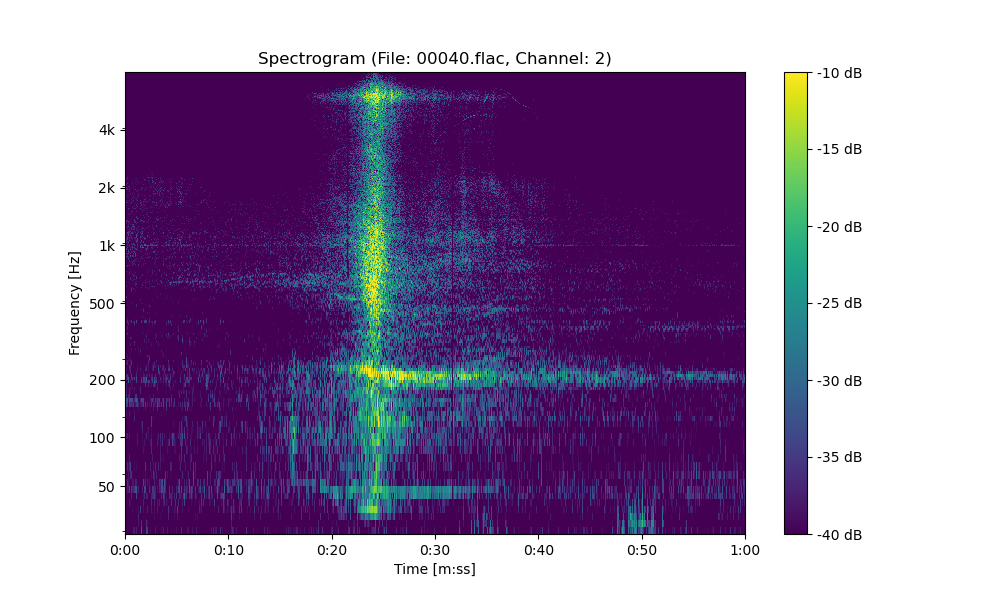 Spectrogram (File: 00040.flac, Channel: 2)
Frequency [Hz]
4k
2k
1k
500
200
100
50
0:00 0:10 0:20 0:30 0:40 0:50 1:00
Time [m:ss]
-10 dB
-15 dB
-20 dB
-25 dB
-30 dB
-35 dB
-40 dB